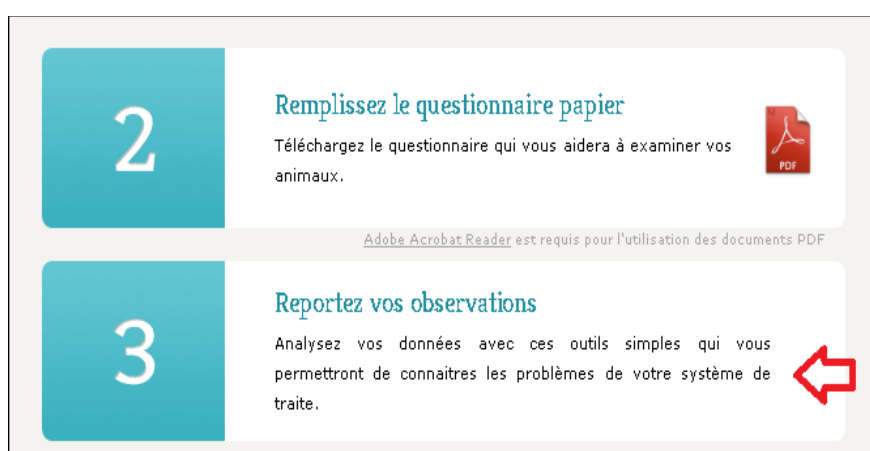 2
Remplissez le questionnaire papier
Téléchargez le questionnaire qui vous aidera à examiner vos
animaux.
PDF
Adobe Acrobat Reader est requis pour l'utilisation des documents PDF
3
Reportez vos observations
Analysez vos données avec ces outils simples qui vous
permettront de connaitres les problèmes de votre système de
traite.